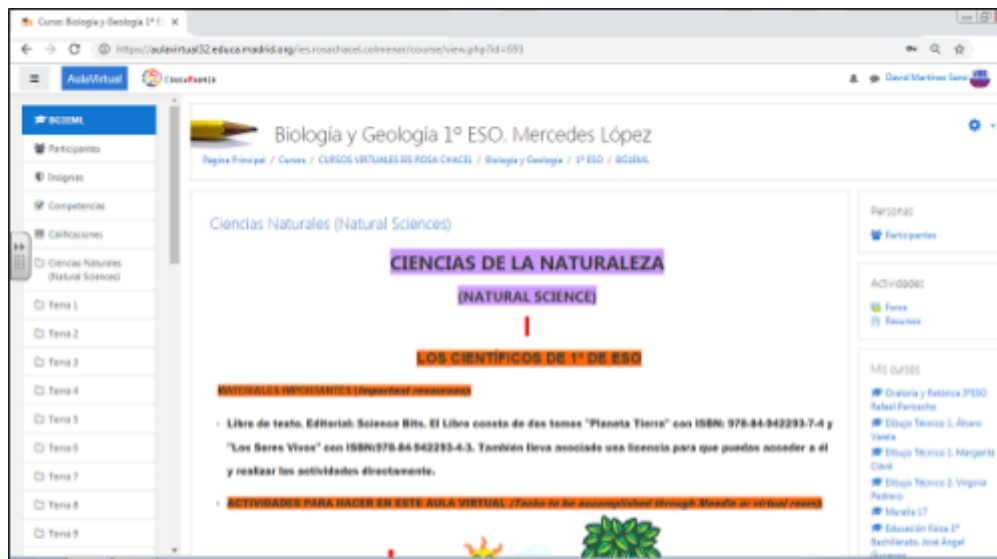 Curso: Biología y Geología 1º E
https://aulavirtual32.educa.madrid.org/ies.rosachacel.colmenar/course/view.php?id=693
AulaVirtual
EDUCAMADRID
David Martínez Sanz
BG1EML
Participantes
Insignias
Competencias
Calificaciones
Ciencias Naturales
(Natural Sciences)
Tema 1
Tema 2
Tema 3
Tema 4
Tema 5
Tema 6
Tema 7
Tema 8
Tema 9
Biología y Geología 1º ESO. Mercedes López
Página Principal / Cursos / CURSOS VIRTUALES IES ROSA CHACEL / Biología y Geología / 1º ESO / BG1EML
Ciencias Naturales (Natural Sciences)
CIENCIAS DE LA NATURALEZA
(NATURAL SCIENCE)
LOS CIENTÍFICOS DE 1º DE ESO
MATERIALES IMPORTANTES (Important resources)
· Libro de texto. Editorial: Science Bits. El Libro consta de dos tomos "Planeta Tierra" con ISBN: 978-84-942293-7-4 y
"Los Seres Vivos" con ISBN:978-84-942293-4-3. También lleva asociado una licencia para que puedas acceder a él
y realizar las actividades directamente.
· ACTIVIDADES PARA HACER EN ESTE AULA VIRTUAL (Tasks to be accomplished through Moodle or virtual room)
Personas
Participantes
Actividades
Foros
Recursos
Mis cursos
Oratoria y Retórica 3ºESO
Rafael
Dibujo Técnico 1. Álvaro
Varela
Dibujo Técnico 1. Margarita
Dibujo Técnico 2. Virginia
Pedrero
Murella 17
Educación Física 1º
Bachillerato. José Ángel